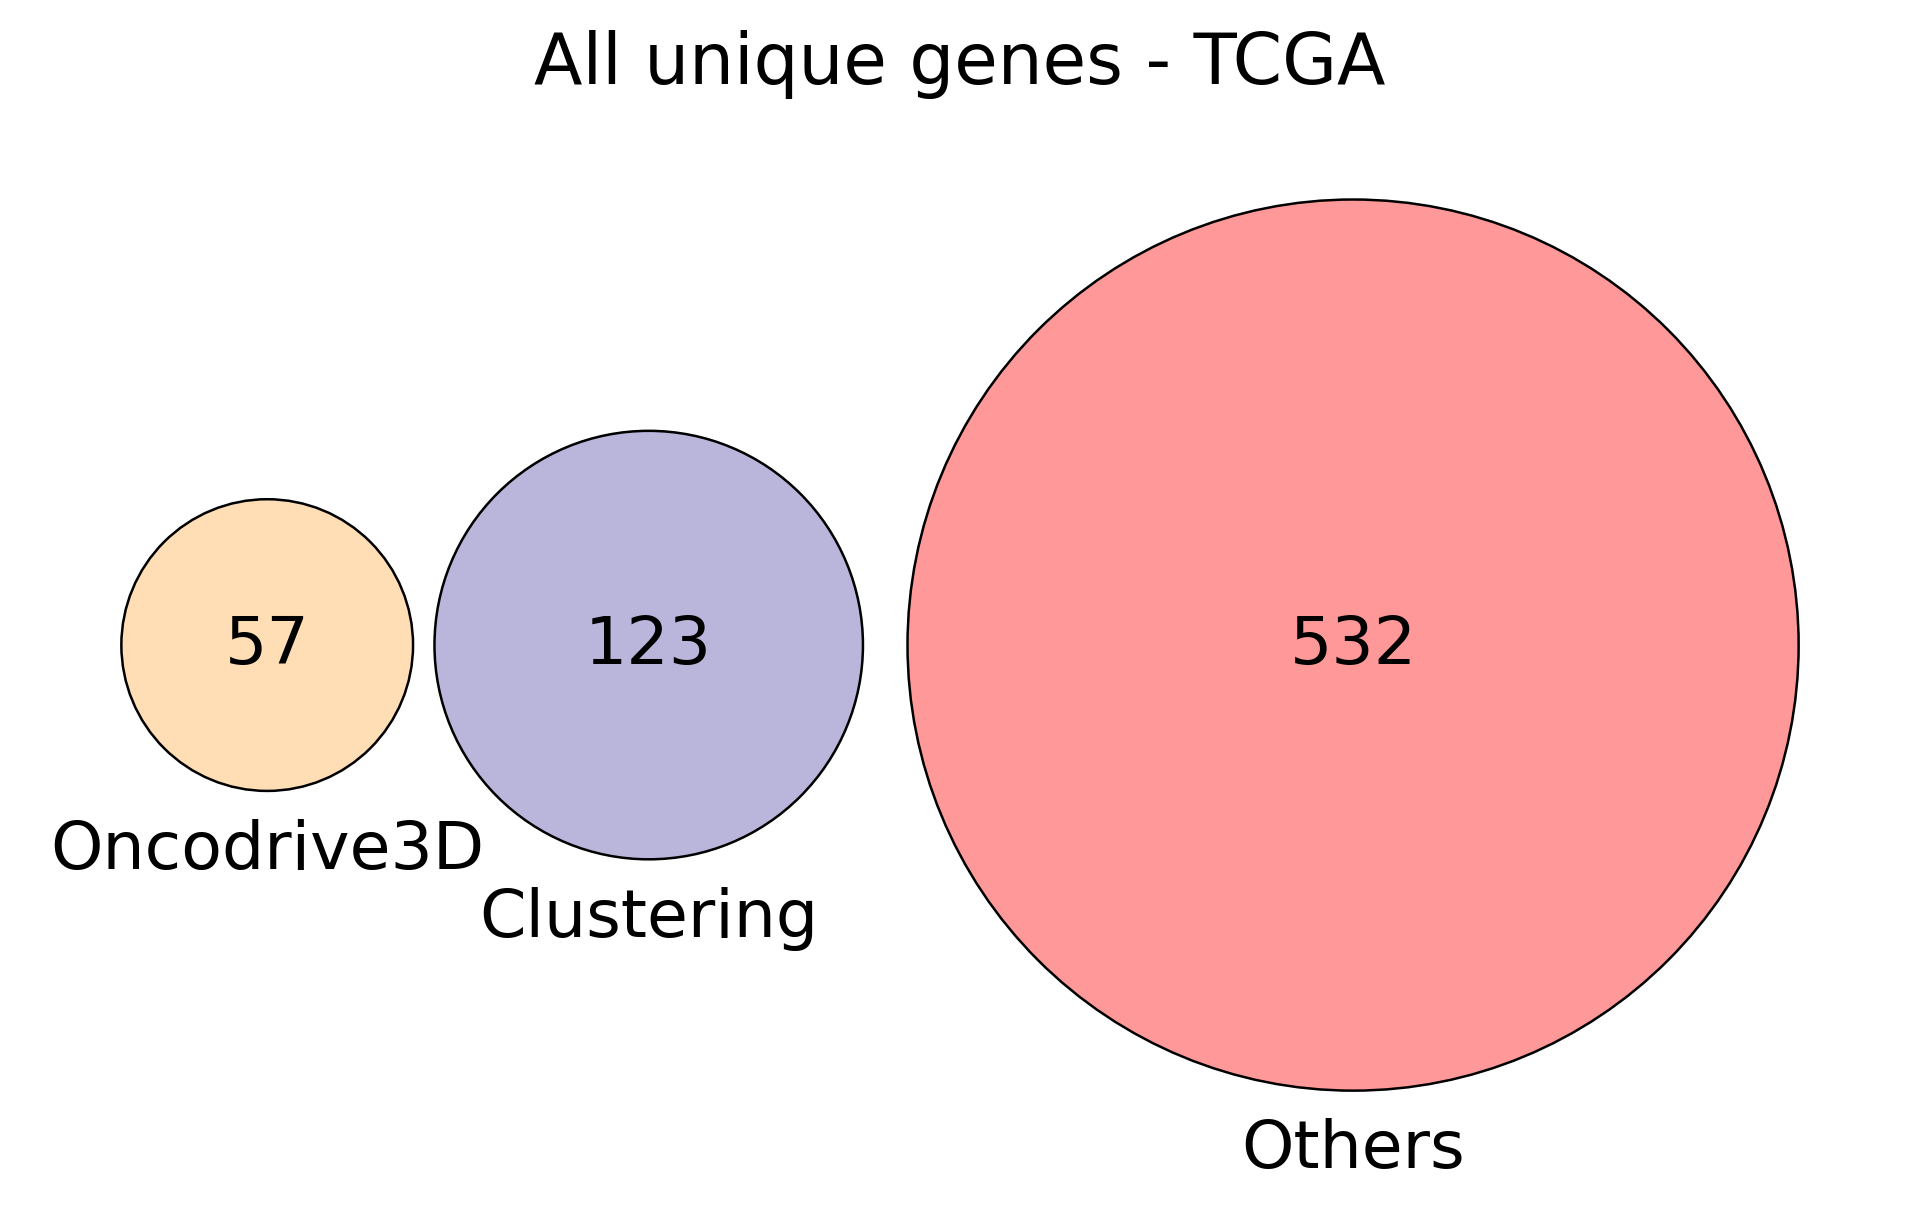 All unique genes - TCGA
57
123
532
Oncodrive3D
Clustering
Others